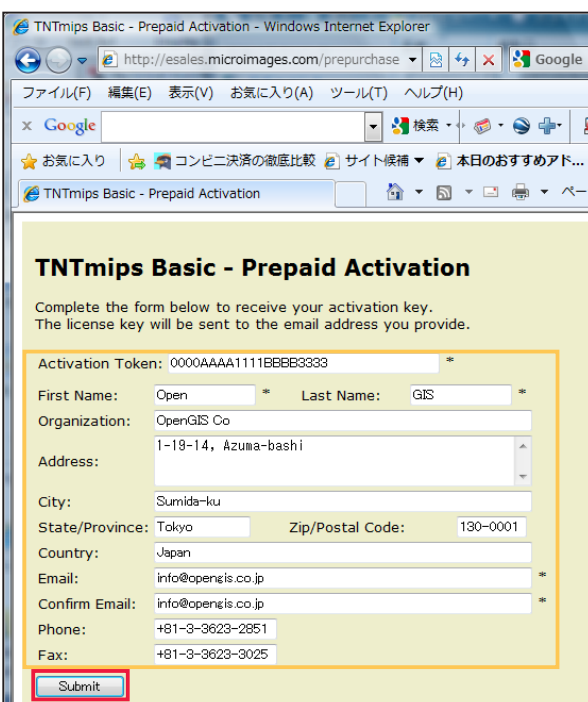 TNTmips Basic - Prepaid Activation - Windows Internet Explorer
http://esales.microimages.com/prepurchase Google
ファイル(F) 編集(E) 表示(V) お気に入り(A) ツール(T) ヘルプ(H)
x Google 検索
お気に入り コンビニ決済の徹底比較 サイト候補 本日のおすすめアド...
TNTmips Basic - Prepaid Activation ペー
TNTmips Basic - Prepaid Activation
Complete the form below to receive your activation key.
The license key will be sent to the email address you provide.
Activation Token: 0000AAAA1111BBBB3333 *
First Name: Open * Last Name: GIS *
Organization: OpenGIS Co
Address: 1-19-14, Azuma-bashi
City: Sumida-ku
State/Province: Tokyo Zip/Postal Code: 130-0001
Country: Japan
Email: info@opengis.co.jp *
Confirm Email: info@opengis.co.jp *
Phone: +81-3-3623-2851
Fax: +81-3-3623-3025
Submit